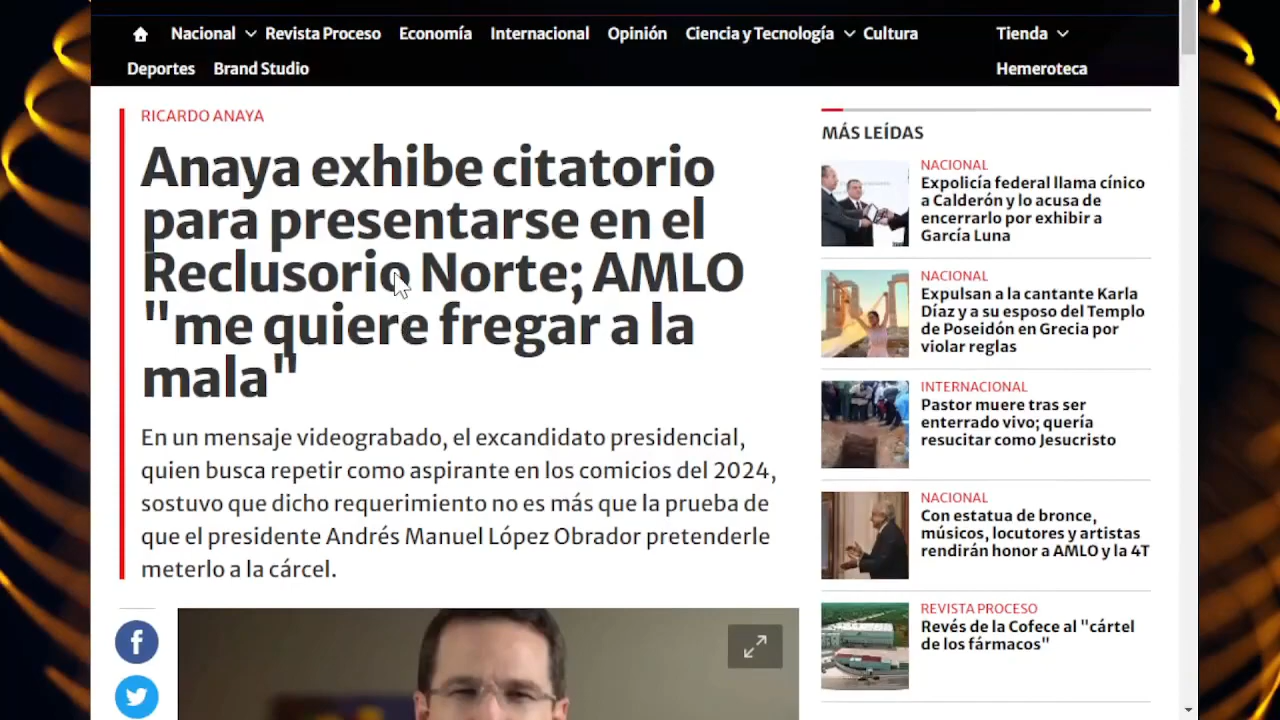 Nacional Revista Proceso Economía Internacional Opinión Ciencia y Tecnología Cultura Tienda
Deportes Brand Studio Hemeroteca
RICARDO ANAYA
Anaya exhibe citatorio
para presentarse en el
Reclusorio Norte; AMLO
"me quiere fregar a la
mala"
En un mensaje videograbado, el excandidato presidencial,
quien busca repetir como aspirante en los comicios del 2024,
sostuvo que dicho requerimiento no es más que la prueba de
que el presidente Andrés Manuel López Obrador pretenderle
meterlo a la cárcel.
MÁS LEÍDAS
NACIONAL
Expolicía federal llama cínico
a Calderón y lo acusa de
encerrarlo por exhibir a
García Luna
NACIONAL
Expulsan a la cantante Karla
Díaz y a su esposo del Templo
de Poseidón en Grecia por
violar reglas
INTERNACIONAL
Pastor muere tras ser
enterrado vivo; quería
resucitar como Jesucristo
NACIONAL
Con estatua de bronce,
músicos, locutores y artistas
rendirán honor a AMLO y la 4T
REVISTA PROCESO
Revés de la Cofece al "cártel
de los fármacos"